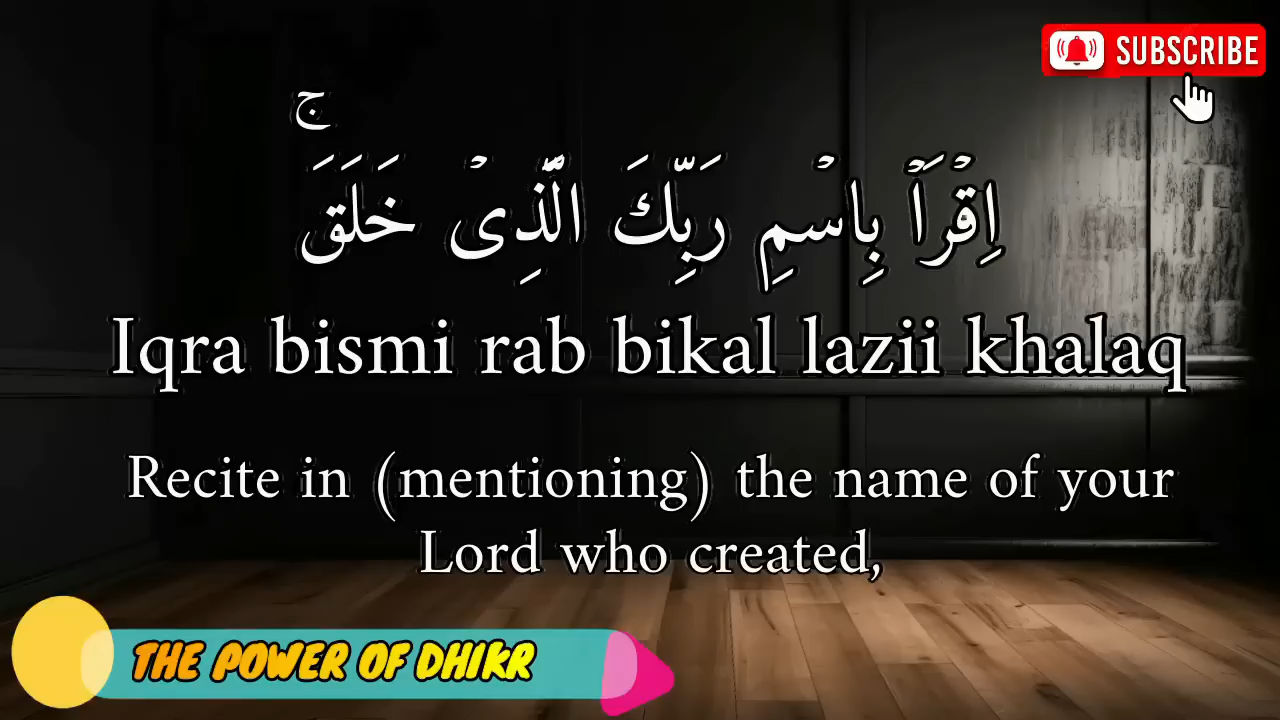 SUBSCRIBE
اِقْرَاْ بِاسْمِ رَبِّكَ الَّذِىْ خَلَقَ‌ۚ
Iqra bismi rab bikal lazii khalaq
Recite in (mentioning) the name of your
Lord who created,
THE POWER OF DHIKR